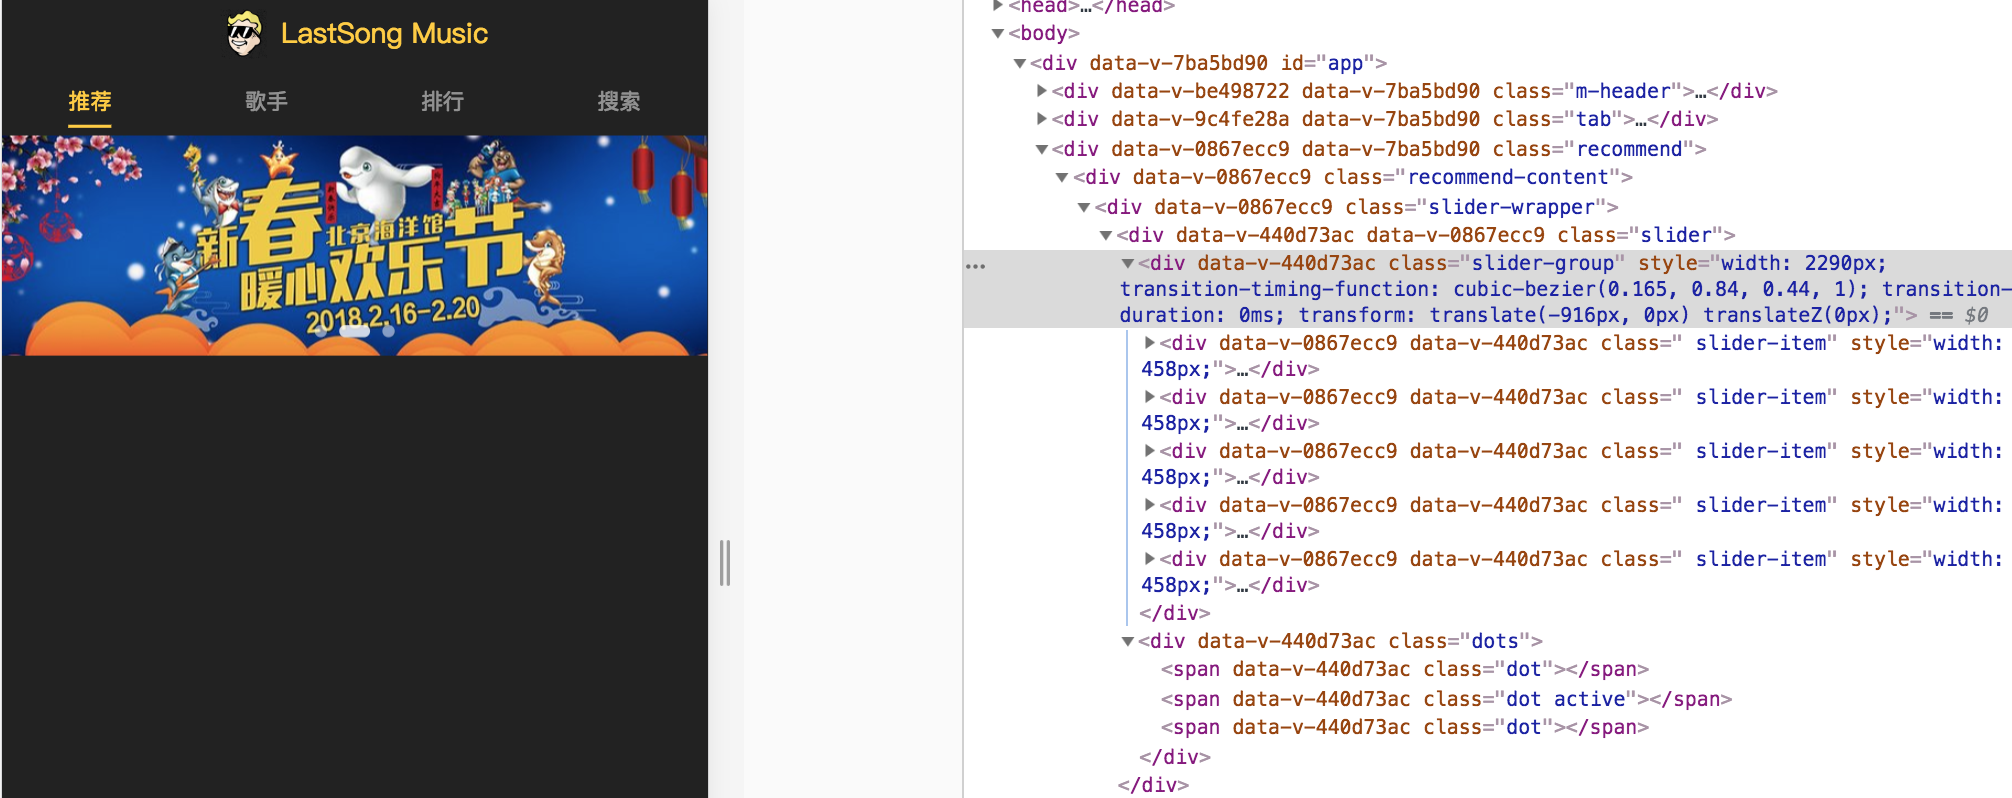 LastSong Music
推荐
歌手
排行
搜索
新春
北京海洋馆
暖心欢乐节
2018.2.16-2.20
<head>…</head>
<body>
<div data-v-7ba5bd90 id="app">
<div data-v-be498722 data-v-7ba5bd90 class="m-header">…</div>
<div data-v-9c4fe28a data-v-7ba5bd90 class="tab">…</div>
<div data-v-0867ecc9 data-v-7ba5bd90 class="recommend">
<div data-v-0867ecc9 class="recommend-content">
<div data-v-0867ecc9 class="slider-wrapper">
<div data-v-440d73ac data-v-0867ecc9 class="slider">
<div data-v-440d73ac class="slider-group" style="width: 2290px;
transition-timing-function: cubic-bezier(0.165, 0.84, 0.44, 1); transition-
duration: 0ms; transform: translate(-916px, 0px) translateZ(0px);"> == $0
<div data-v-0867ecc9 data-v-440d73ac class=" slider-item" style="width:
458px;">…</div>
<div data-v-0867ecc9 data-v-440d73ac class=" slider-item" style="width:
458px;">…</div>
<div data-v-0867ecc9 data-v-440d73ac class=" slider-item" style="width:
458px;">…</div>
<div data-v-0867ecc9 data-v-440d73ac class=" slider-item" style="width:
458px;">…</div>
<div data-v-0867ecc9 data-v-440d73ac class=" slider-item" style="width:
458px;">…</div>
</div>
<div data-v-440d73ac class="dots">
<span data-v-440d73ac class="dot"></span>
<span data-v-440d73ac class="dot active"></span>
<span data-v-440d73ac class="dot"></span>
</div>
</div>